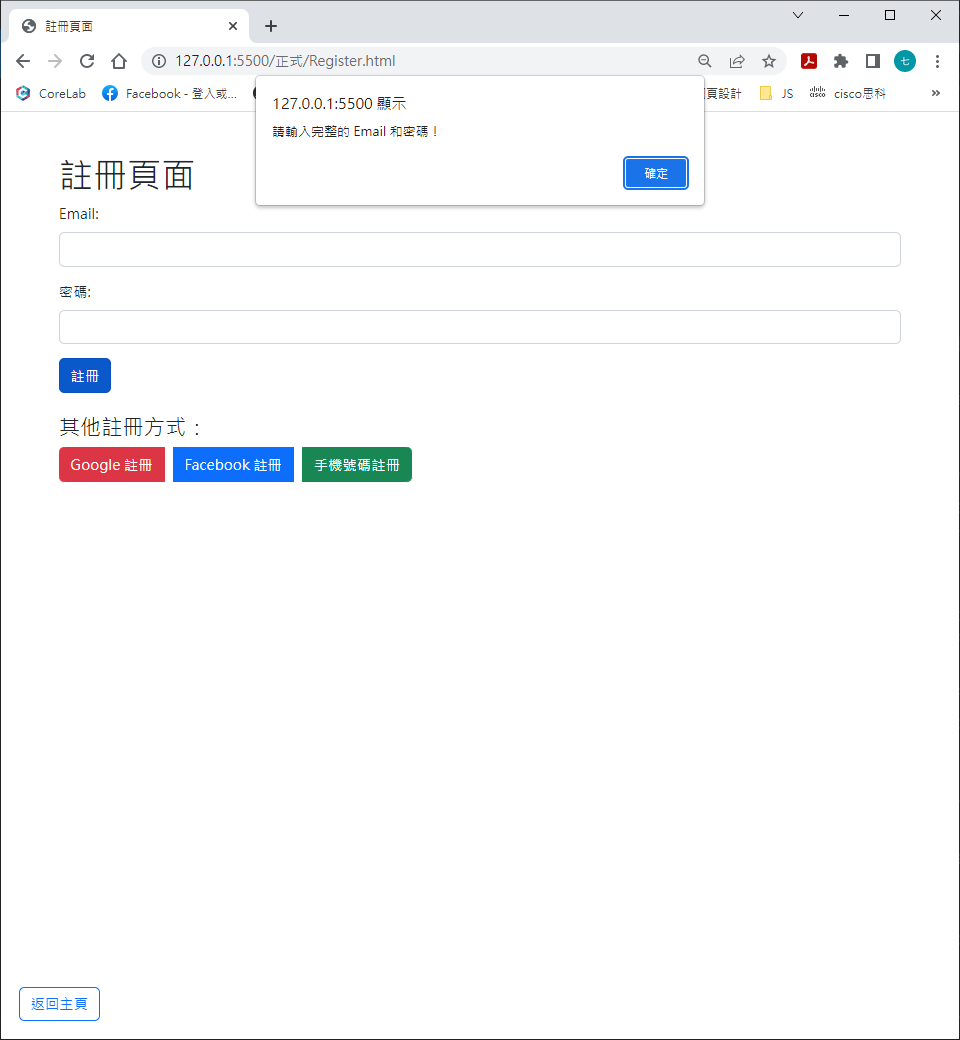 註冊頁面
127.0.0.1:5500/正式/Register.html
七
CoreLab
Facebook - 登入或...
頁設計
JS
cisco思科
»
127.0.0.1:5500 顯示
請輸入完整的 Email 和密碼！
確定
註冊頁面
Email:
密碼:
註冊
其他註冊方式：
Google 註冊
Facebook 註冊
手機號碼註冊
返回主頁